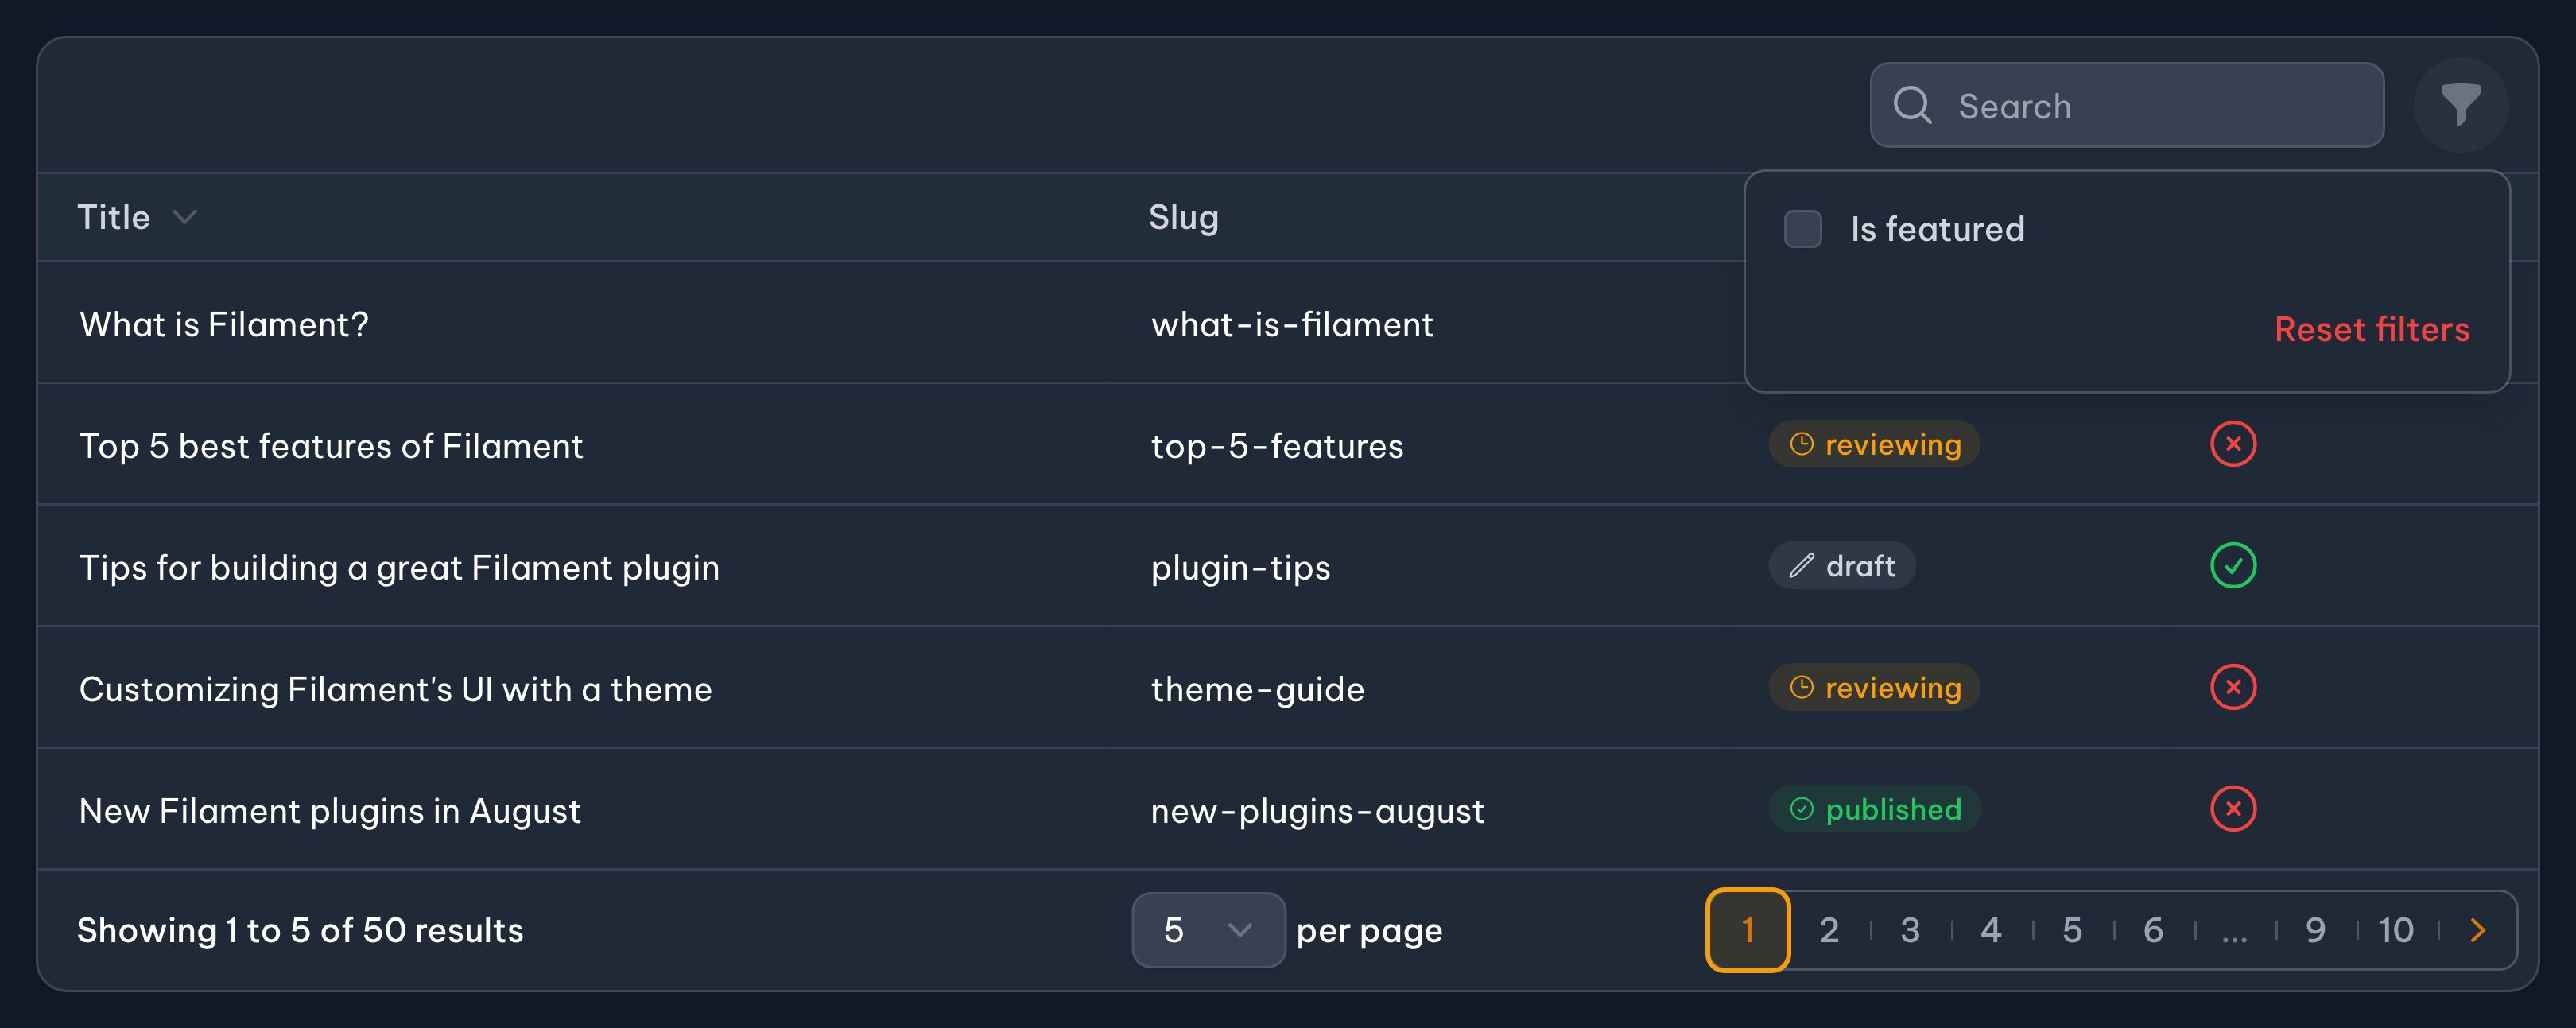 Search
Title Slug
Is featured
What is Filament? what-is-filament
Reset filters
Top 5 best features of Filament top-5-features reviewing
Tips for building a great Filament plugin plugin-tips draft
Customizing Filament's UI with a theme theme-guide reviewing
New Filament plugins in August new-plugins-august published
Showing 1 to 5 of 50 results 5 per page 1 2 3 4 5 6 ... 9 10